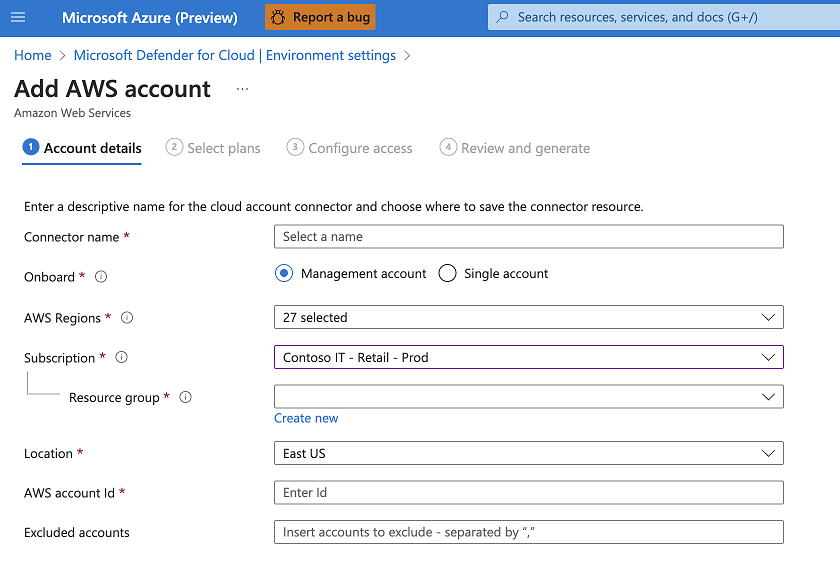 Microsoft Azure (Preview) Report a bug Search resources, services, and docs (G+/)
Home > Microsoft Defender for Cloud | Environment settings >
Add AWS account ...
Amazon Web Services
1 Account details 2 Select plans 3 Configure access 4 Review and generate
Enter a descriptive name for the cloud account connector and choose where to save the connector resource.
Connector name * Select a name
Onboard * Management account Single account
AWS Regions * 27 selected
Subscription * Contoso IT - Retail - Prod
Resource group *
Create new
Location * East US
AWS account Id * Enter Id
Excluded accounts Insert accounts to exclude - separated by “,”